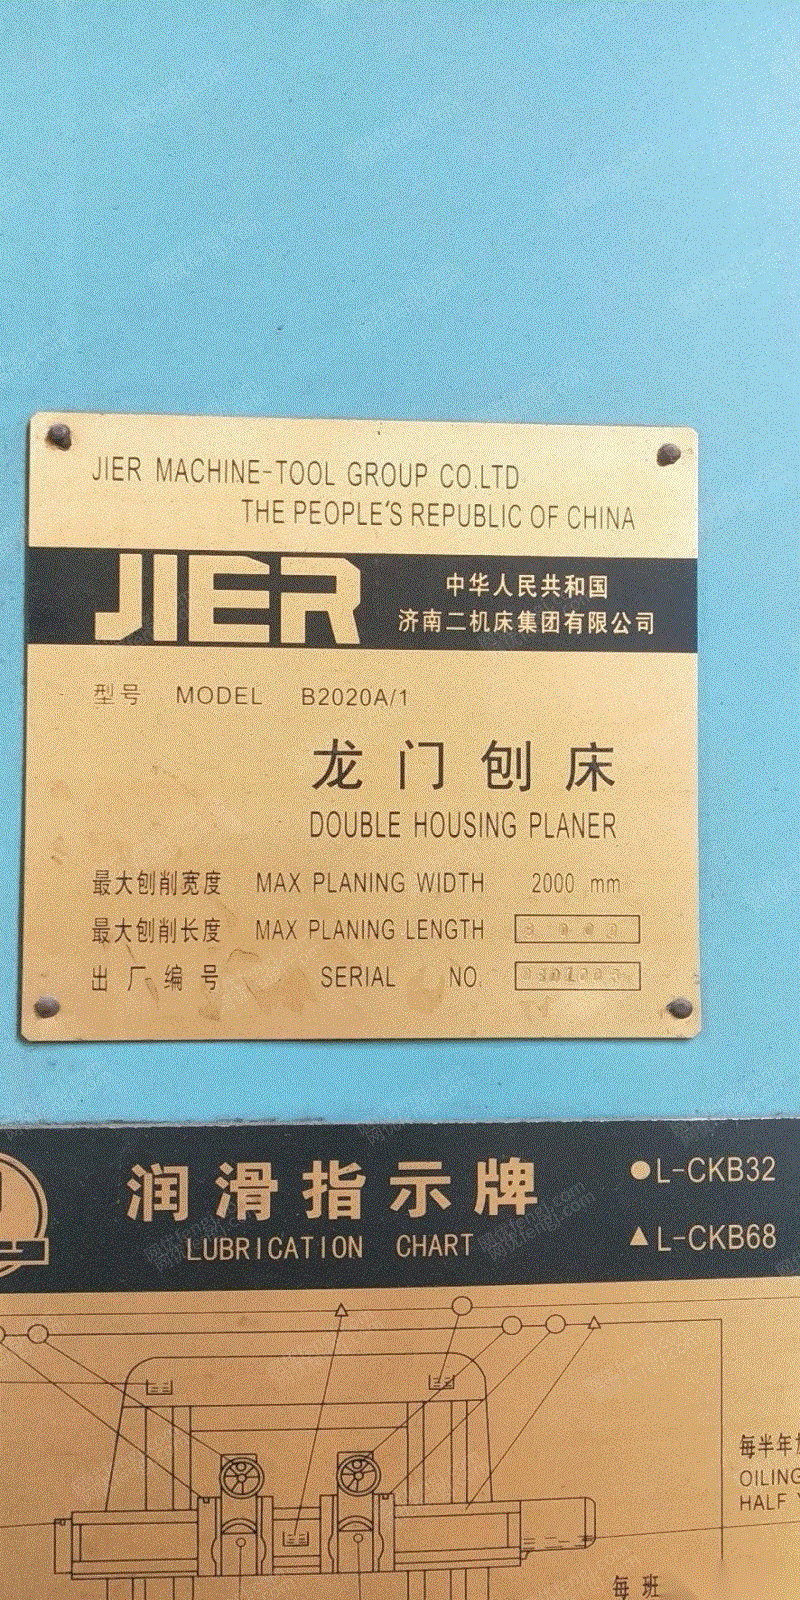 JIER MACHINE-TOOL GROUP CO.LTD
THE PEOPLE'S REPUBLIC OF CHINA
JIER
中华人民共和国
济南二机床集团有限公司
型号 MODEL B2020A/1
龙门刨床
DOUBLE HOUSING PLANER
最大刨削宽度 MAX PLANING WIDTH 2000 mm
最大刨削长度 MAX PLANING LENGTH
出厂编号 SERIAL NO.
润滑指示牌
LUBRICATION CHART
●L-CKB32
▲L-CKB68
每半年
OILING
HALF
每班